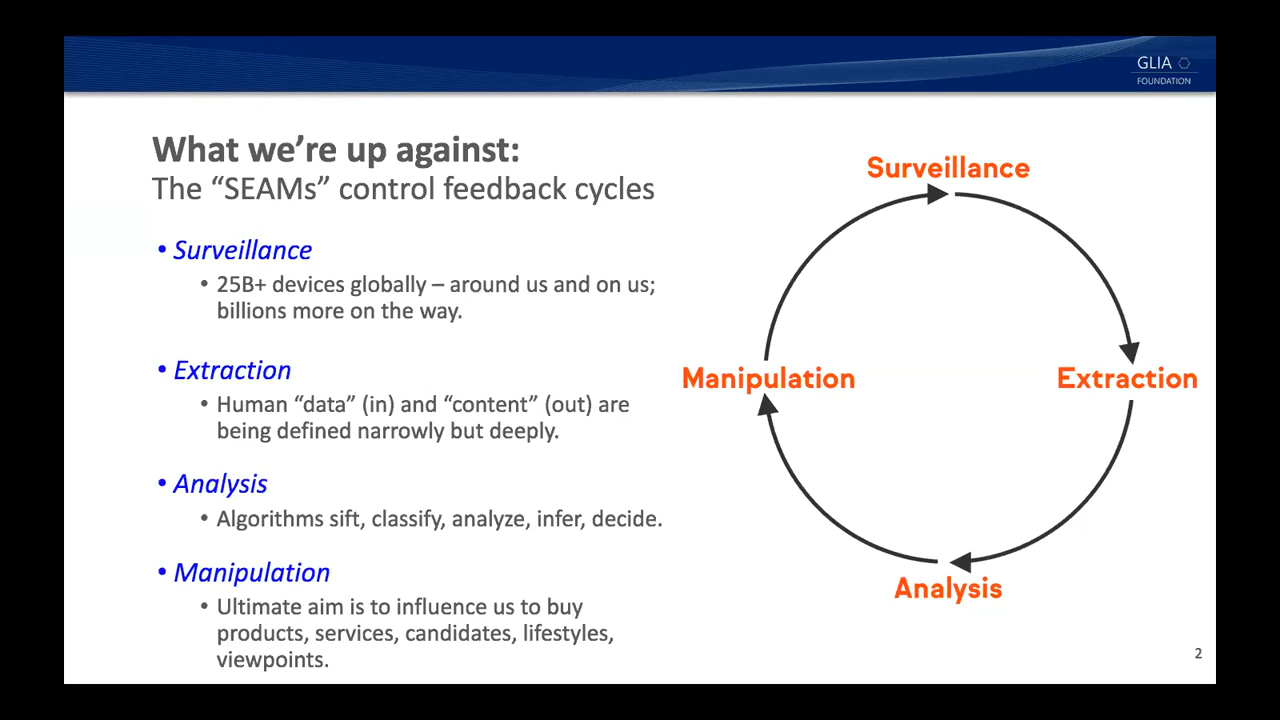 GLIA
FOUNDATION
What we're up against:
The “SEAMs” control feedback cycles
• Surveillance
• 25B+ devices globally – around us and on us;
billions more on the way.
• Extraction
• Human “data” (in) and “content” (out) are
being defined narrowly but deeply.
• Analysis
• Algorithms sift, classify, analyze, infer, decide.
• Manipulation
• Ultimate aim is to influence us to buy
products, services, candidates, lifestyles,
viewpoints.
Surveillance
Extraction
Analysis
Manipulation
2